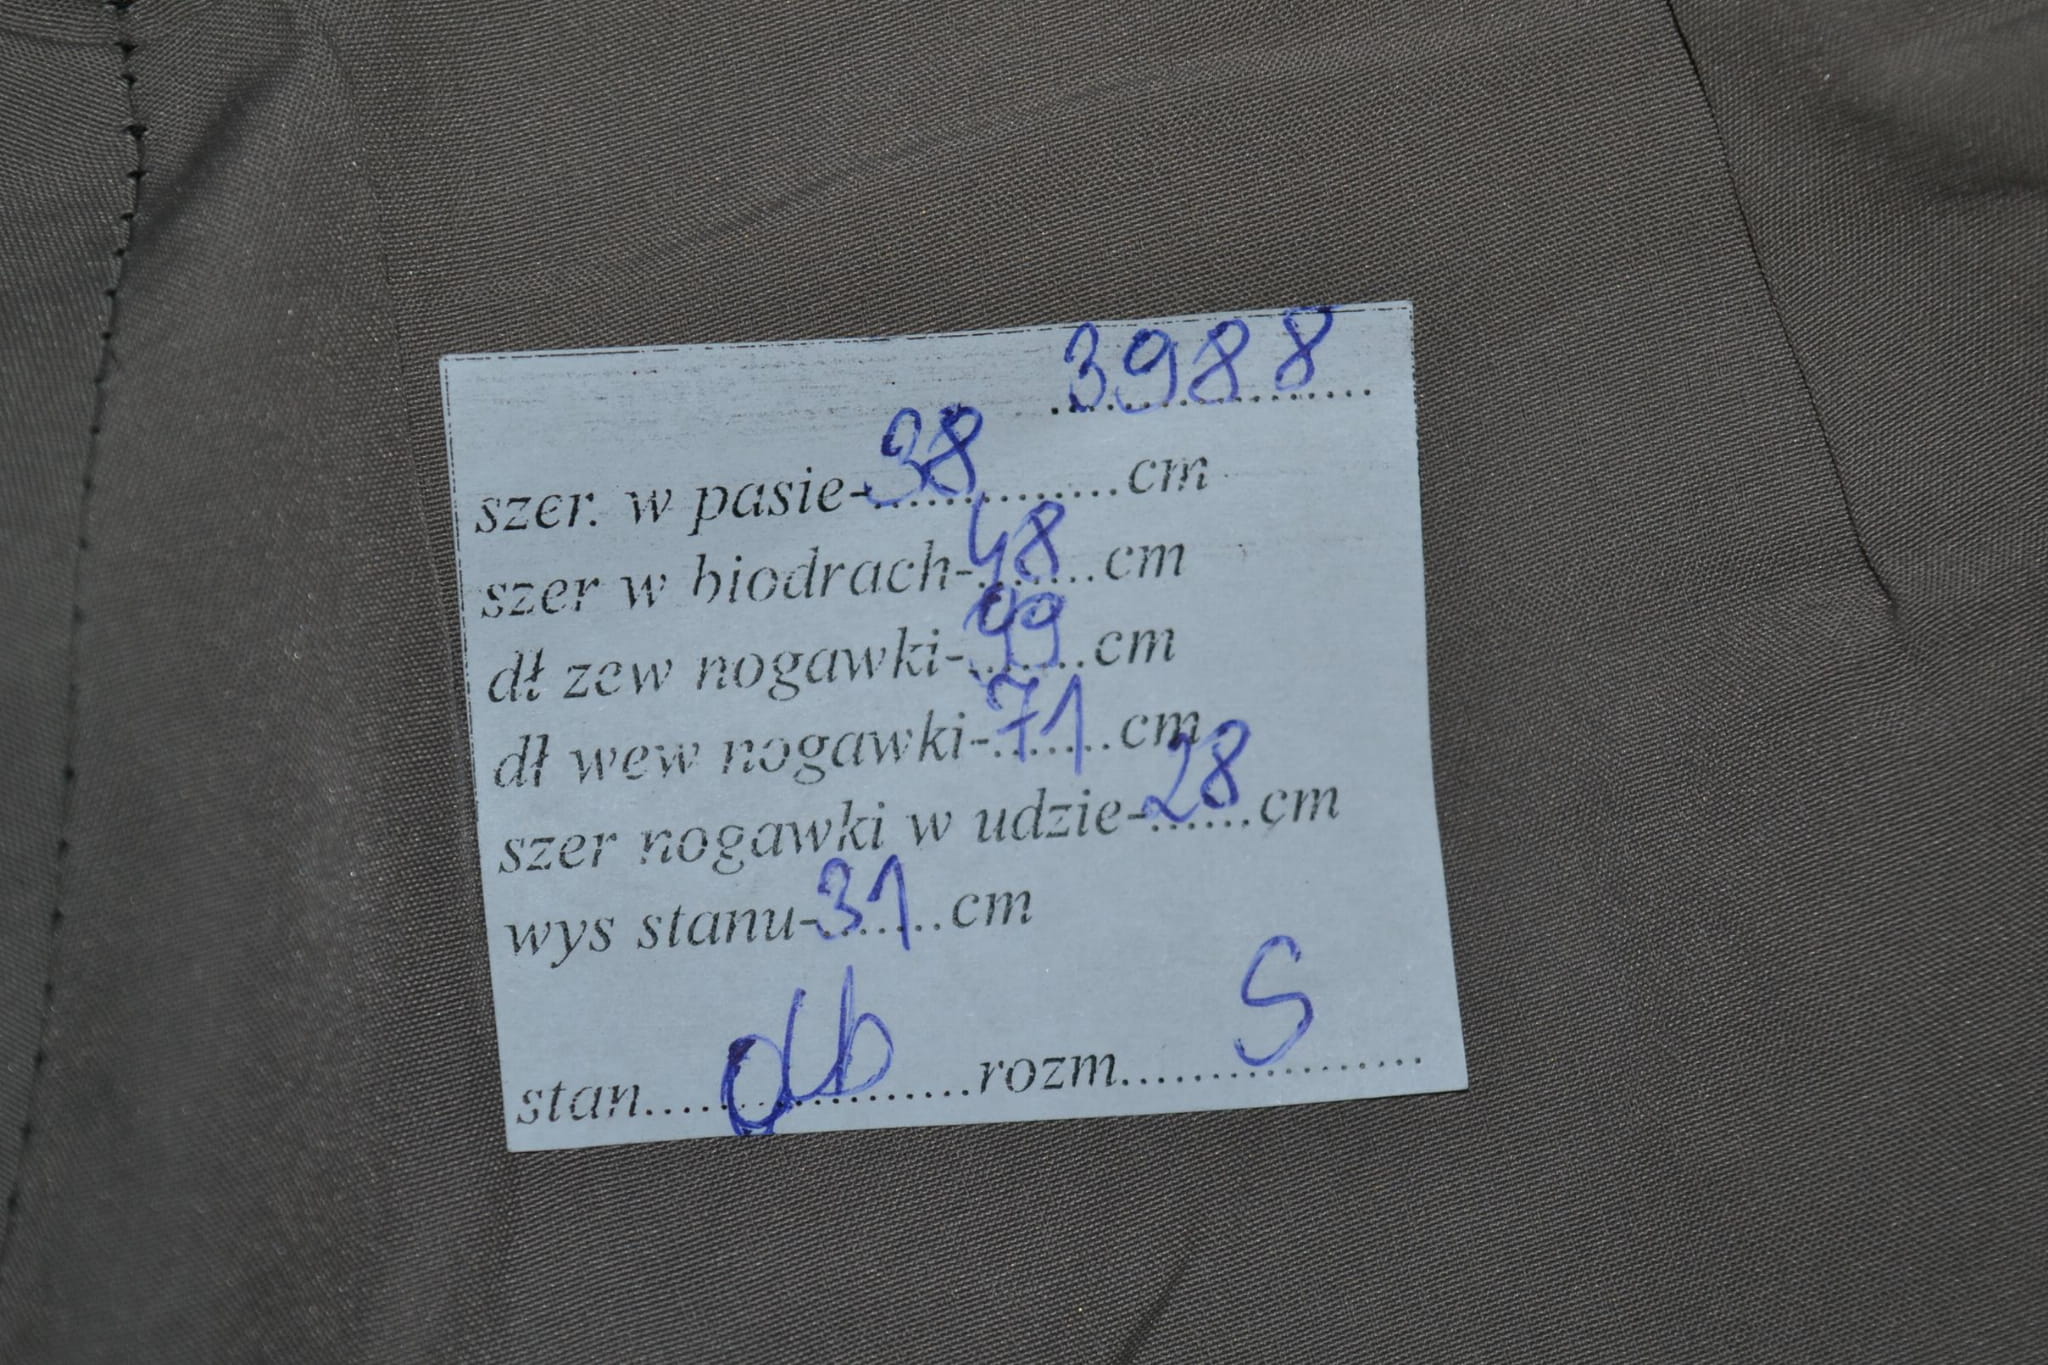 3988
szer. w pasie-38.............cm
szer w biodrach-48.......cm
dł zew nogawki-99.......cm
dł wew nogawki-71.......cm
szer nogawki w udzie-28......cm
wys stanu-31.......cm
stan....db....rozm....S....